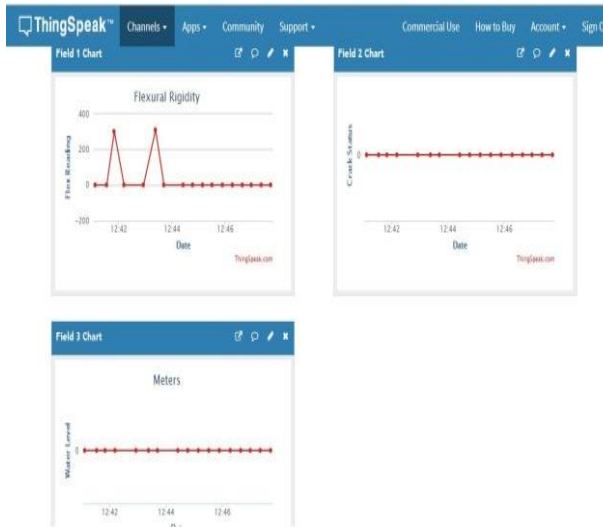 ThingSpeak™ Channels Apps Community Support Commercial Use How to Buy Account Sign O
Field 1 Chart
Flexural Rigidity
Flex Reading
400
200
0
-200
12:42 12:44 12:46
Date
ThingSpeak.com
Field 2 Chart
Crack Status
0
12:42 12:44 12:46
Date
ThingSpeak.com
Field 3 Chart
Meters
Water Level
0
12:42 12:44 12:46